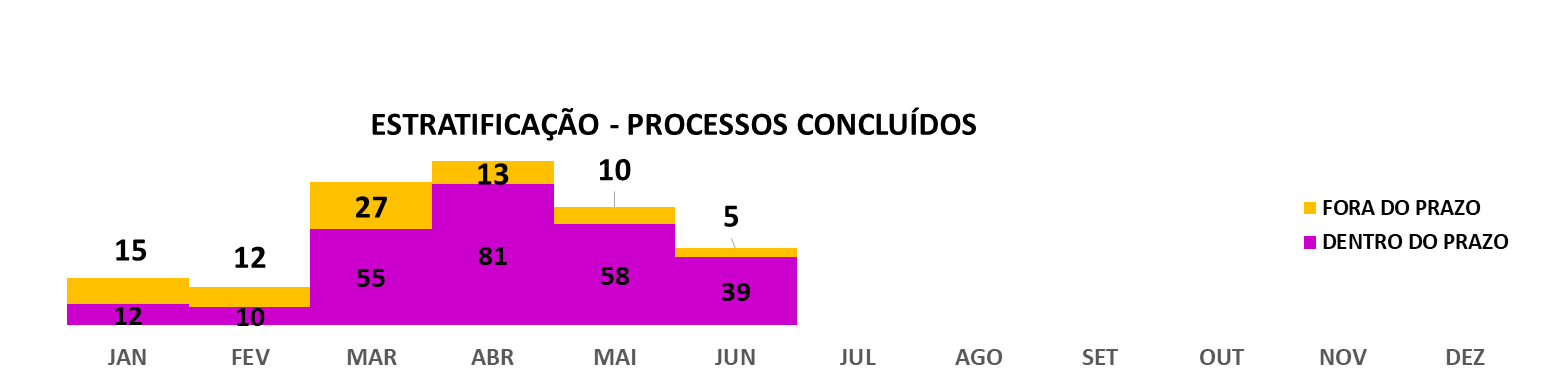 ESTRATIFICAÇÃO - PROCESSOS CONCLUÍDOS
15 12 27 13 10 5
12 10 55 81 58 39
FORA DO PRAZO
DENTRO DO PRAZO
JAN FEV MAR ABR MAI JUN JUL AGO SET OUT NOV DEZ